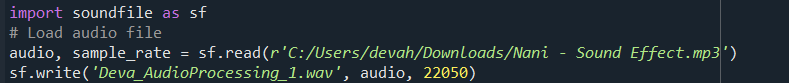 import soundfile as sf
# Load audio file
audio, sample_rate = sf.read(r'C:/Users/devah/Downloads/Nani - Sound Effect.mp3')
sf.write('Deva_AudioProcessing_1.wav', audio, 22050)